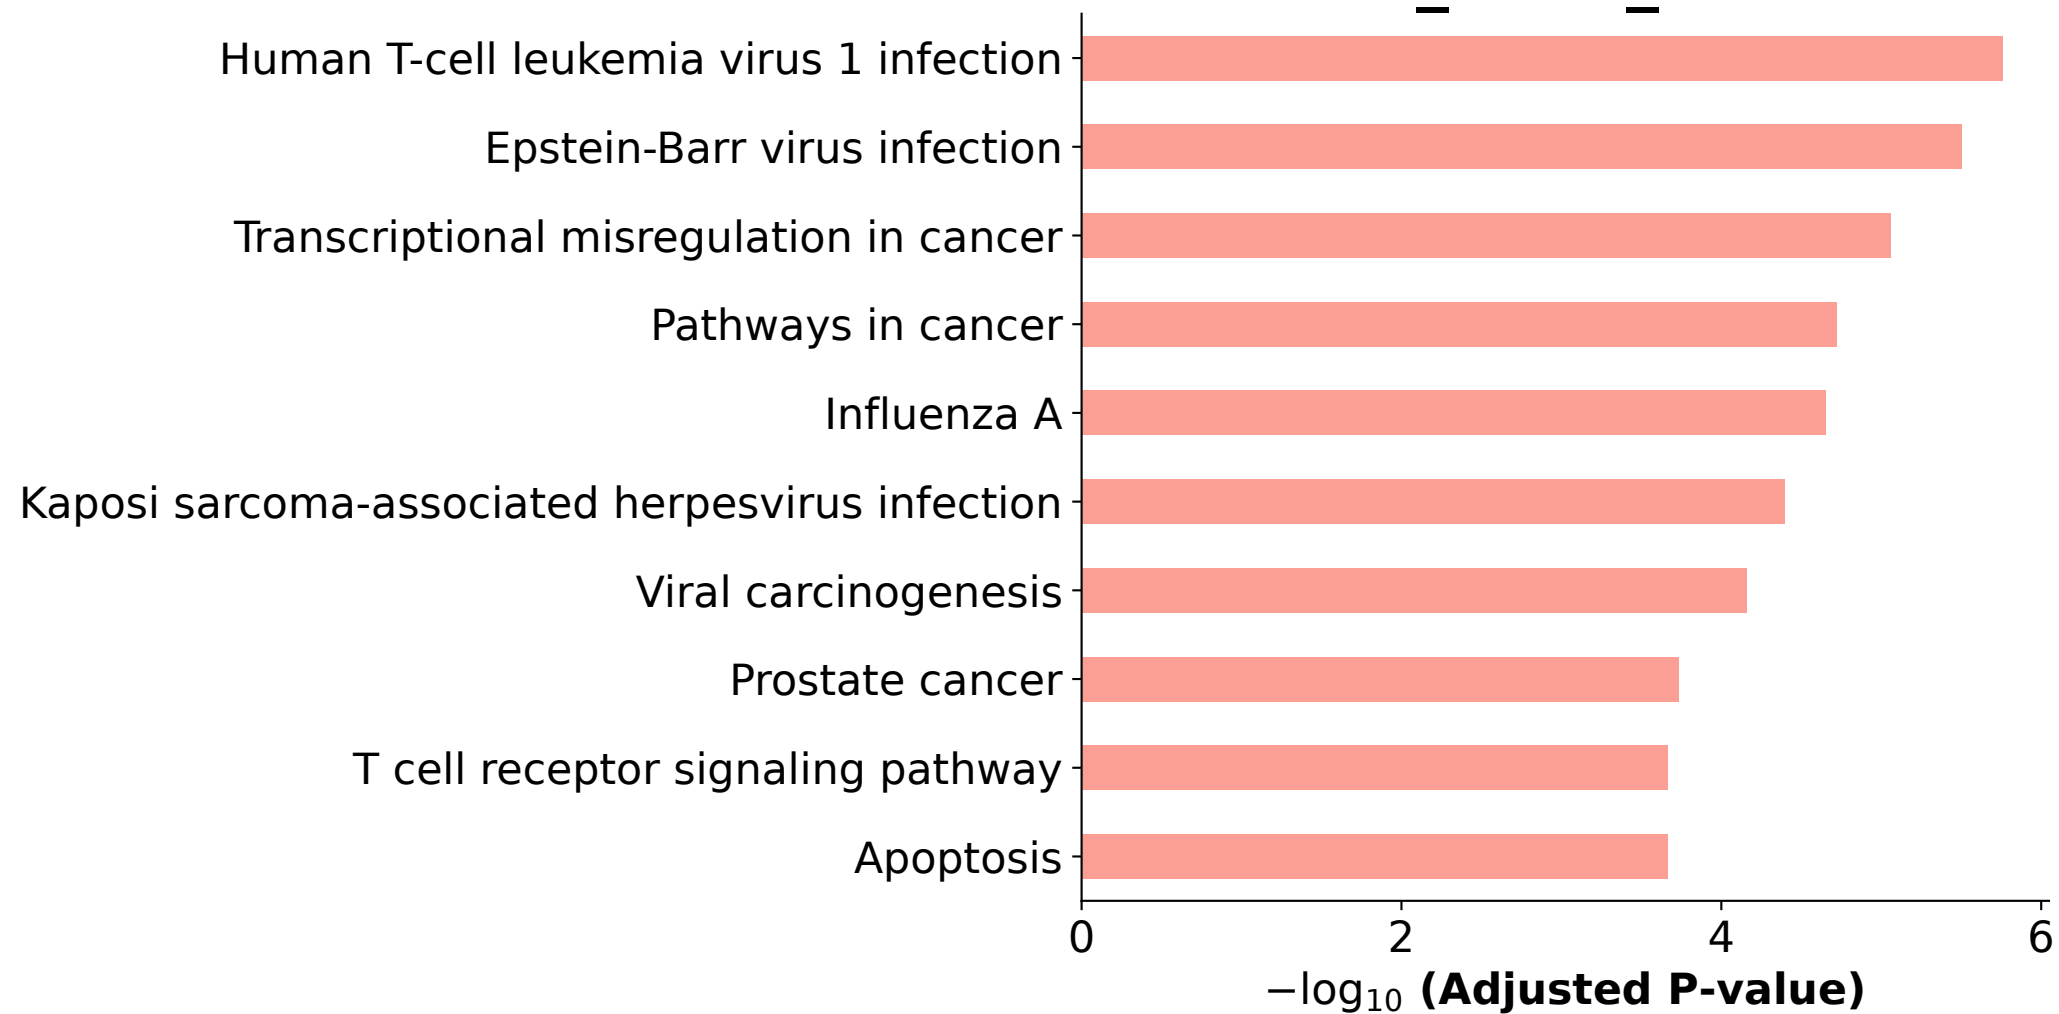 Human T-cell leukemia virus 1 infection
Epstein-Barr virus infection
Transcriptional misregulation in cancer
Pathways in cancer
Influenza A
Kaposi sarcoma-associated herpesvirus infection
Viral carcinogenesis
Prostate cancer
T cell receptor signaling pathway
Apoptosis
0 2 4 6
−log₁₀ (Adjusted P-value)